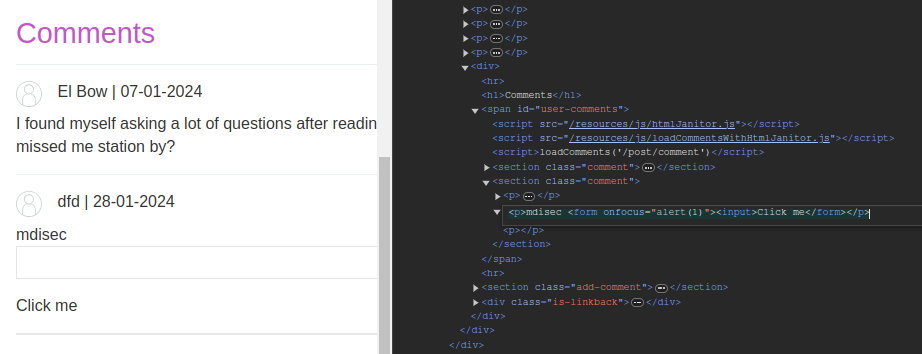 Comments
El Bow | 07-01-2024
I found myself asking a lot of questions after readin
missed me station by?
dfd | 28-01-2024
mdisec
Click me
<p>…</p>
<p>…</p>
<p>…</p>
<p>…</p>
<div>
<hr>
<h1>Comments</h1>
<span id="user-comments">
<script src="/resources/js/htmlJanitor.js"></script>
<script src="/resources/js/loadCommentsWithHtmlJanitor.js"></script>
<script>loadComments('/post/comment')</script>
<section class="comment">…</section>
<section class="comment">
<p>…</p>
<p>mdisec <form onfocus="alert(1)"><input>Click me</form></p>
<p></p>
</section>
</span>
<hr>
<section class="add-comment">…</section>
<div class="is-linkback">…</div>
</div>
</div>
</div>